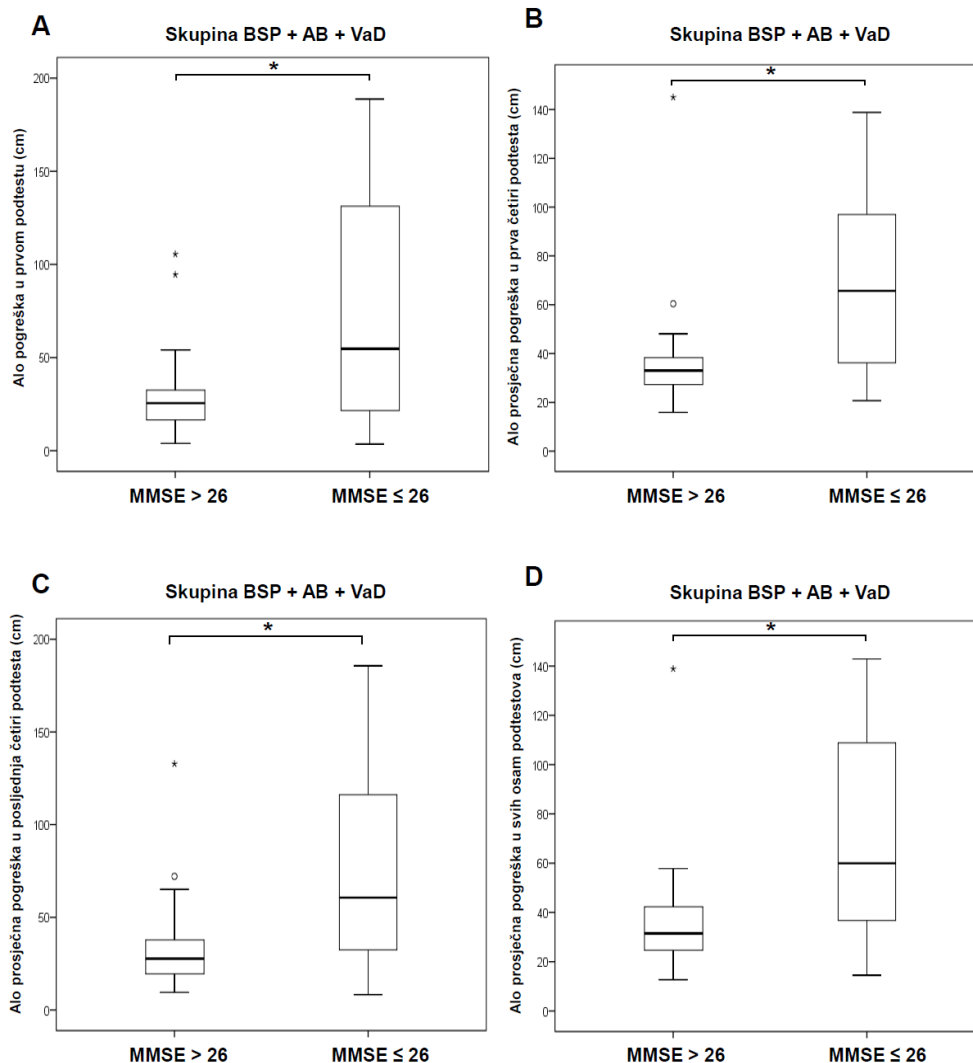 A
Skupina BSP + AB + VaD
Alo pogreška u prvom podtestu (cm)
200
150
100
50
0
*
*
*
MMSE > 26
MMSE ≤ 26
B
Skupina BSP + AB + VaD
Alo prosječna pogreška u prva četiri podtesta (cm)
140
120
100
80
60
40
20
0
*
*
MMSE > 26
MMSE ≤ 26
C
Skupina BSP + AB + VaD
Alo prosječna pogreška u posljednja četiri podtesta (cm)
200
150
100
50
0
*
*
MMSE > 26
MMSE ≤ 26
D
Skupina BSP + AB + VaD
Alo prosječna pogreška u svih osam podtestova (cm)
140
120
100
80
60
40
20
0
*
*
MMSE > 26
MMSE ≤ 26